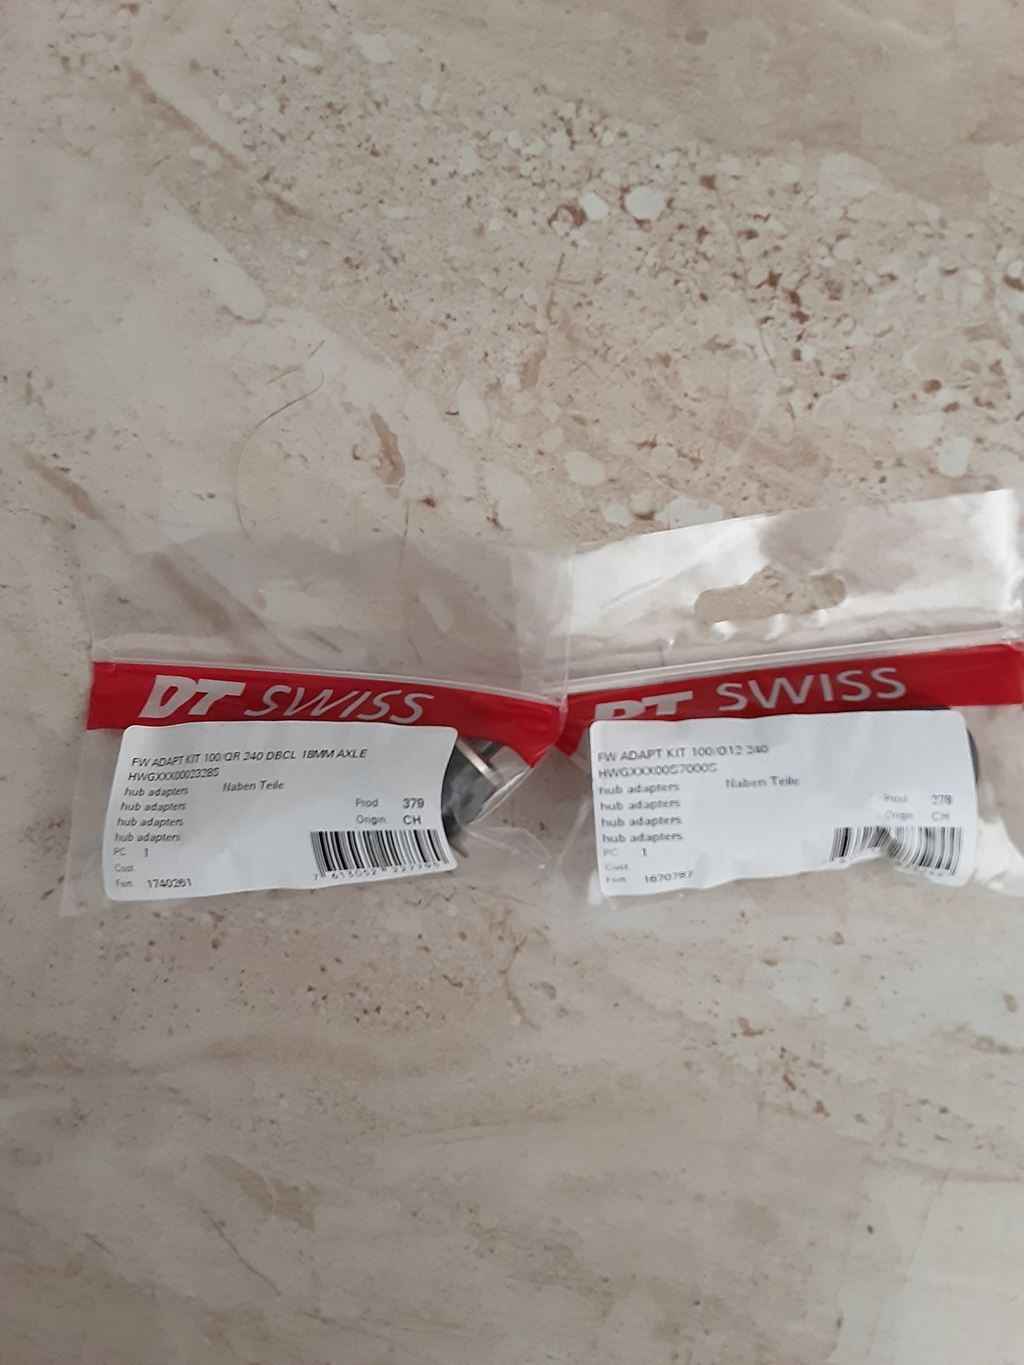 DT SWISS
FW ADAPT KIT 100/QR 240 DBCL 18MM AXLE
HWGXXX0002328S
hub adapters Naben Teile
hub adapters Prod 379
hub adapters Origin CH
hub adapters
PC 1
Cust
Fert 1740261
DT SWISS
FW ADAPT KIT 100/O12 240
HWGXXX00S7000S
hub adapters Naben Teile
hub adapters Prod 278
hub adapters Origin CH
hub adapters
PC 1
Cust
Fert 1670787